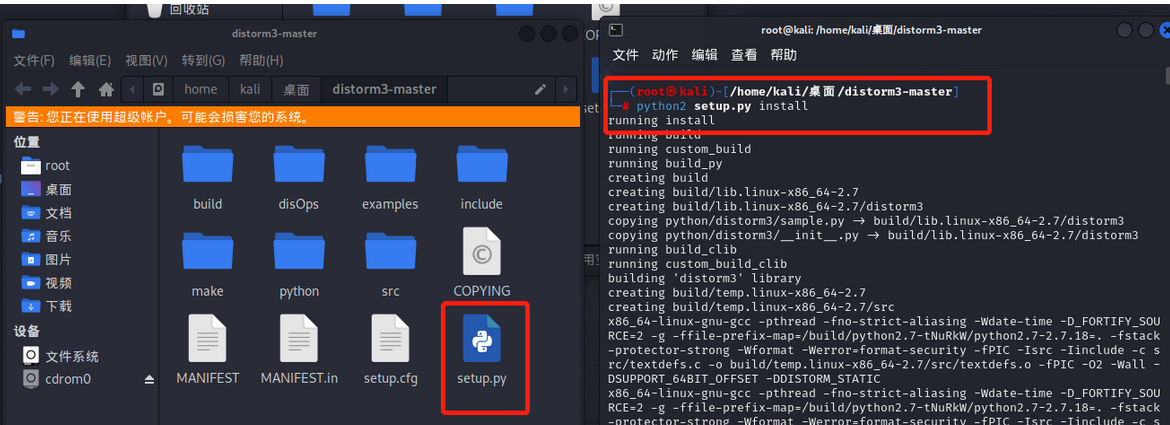 回收站
distorm3-master
文件(F) 编辑(E) 视图(V) 转到(G) 帮助(H)
home kali 桌面 distorm3-master
警告: 您正在使用超级帐户。可能会损害您的系统。
位置
root
桌面
文档
音乐
图片
视频
下载
设备
文件系统
cdrom0
build disOps examples include
make python src COPYING
MANIFEST MANIFEST.in setup.cfg setup.py
root@kali: /home/kali/桌面/distorm3-master
文件 动作 编辑 查看 帮助
(root㉿kali)-[/home/kali/桌面/distorm3-master]
# python2 setup.py install
running install
running build
running custom_build
running build_py
creating build
creating build/lib.linux-x86_64-2.7
creating build/lib.linux-x86_64-2.7/distorm3
copying python/distorm3/sample.py → build/lib.linux-x86_64-2.7/distorm3
copying python/distorm3/__init__.py → build/lib.linux-x86_64-2.7/distorm3
running build_clib
running custom_build_clib
building 'distorm3' library
creating build/temp.linux-x86_64-2.7
creating build/temp.linux-x86_64-2.7/src
x86_64-linux-gnu-gcc -pthread -fno-strict-aliasing -Wdate-time -D_FORTIFY_SOU
RCE=2 -g -ffile-prefix-map=/build/python2.7-tNuRkW/python2.7-2.7.18=. -fstack
-protector-strong -Wformat -Werror=format-security -fPIC -Isrc -Iinclude -c s
rc/textdefs.c -o build/temp.linux-x86_64-2.7/src/textdefs.o -fPIC -O2 -Wall -
DSUPPORT_64BIT_OFFSET -DDISTORM_STATIC
x86_64-linux-gnu-gcc -pthread -fno-strict-aliasing -Wdate-time -D_FORTIFY_SOU
RCE=2 -g -ffile-prefix-map=/build/python2.7-tNuRkW/python2.7-2.7.18=. -fstack
-protector-strong -Wformat -Werror=format-security -fPIC -Isrc -Iinclude -c s